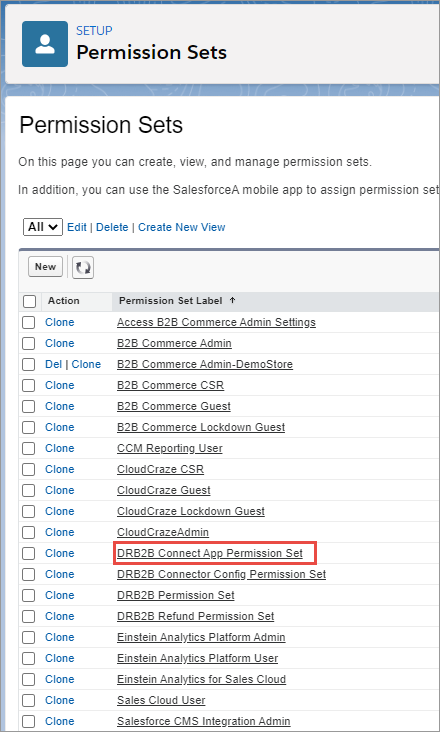 SETUP
Permission Sets
Permission Sets
On this page you can create, view, and manage permission sets.
In addition, you can use the SalesforceA mobile app to assign permission set
All Edit | Delete | Create New View
New
Action Permission Set Label ↑
Clone Access B2B Commerce Admin Settings
Clone B2B Commerce Admin
Del | Clone B2B Commerce Admin-DemoStore
Clone B2B Commerce CSR
Clone B2B Commerce Guest
Clone B2B Commerce Lockdown Guest
Clone CCM Reporting User
Clone CloudCraze CSR
Clone CloudCraze Guest
Clone CloudCraze Lockdown Guest
Clone CloudCrazeAdmin
Clone DRB2B Connect App Permission Set
Clone DRB2B Connector Config Permission Set
Clone DRB2B Permission Set
Clone DRB2B Refund Permission Set
Clone Einstein Analytics Platform Admin
Clone Einstein Analytics Platform User
Clone Einstein Analytics for Sales Cloud
Clone Sales Cloud User
Clone Salesforce CMS Integration Admin